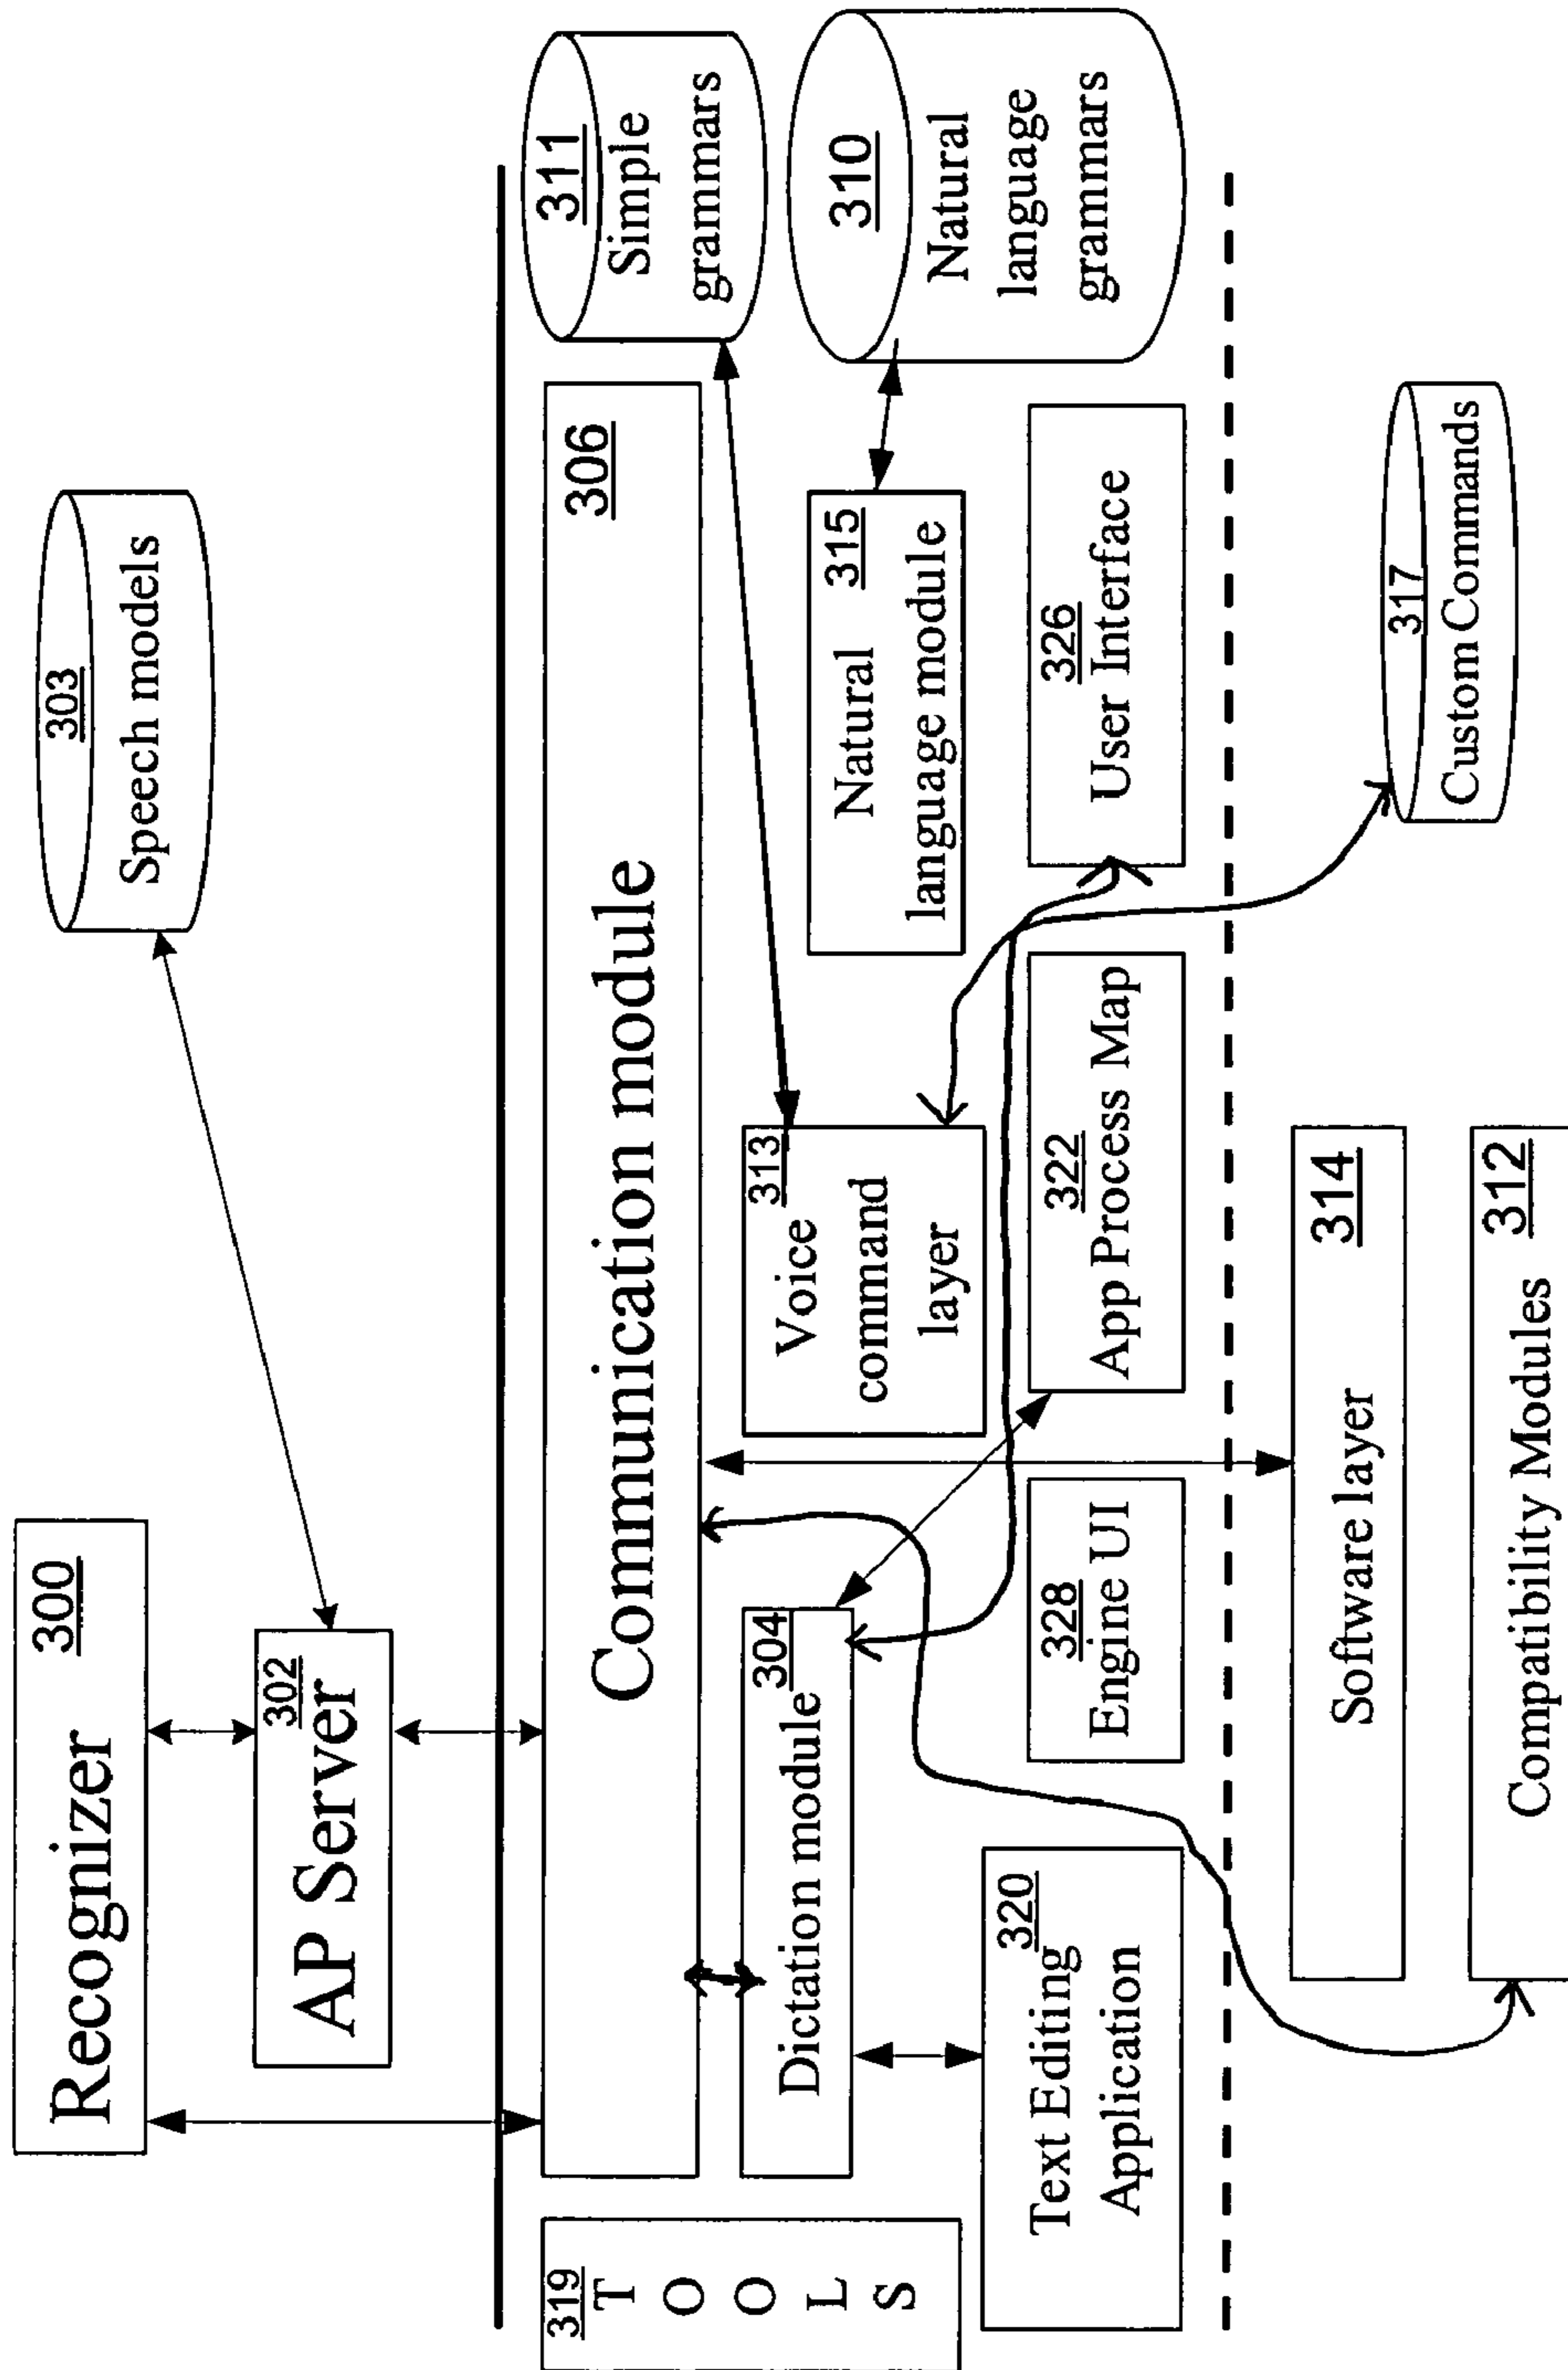 Recognizer 300
302
AP Server
303
Speech models
319
T
O
O
L
S
306
Communication module
311
Simple
grammars
304
Dictation module
313
Voice
command
layer
315
Natural
language module
310
Natural
language
grammars
320
Text Editing
Application
328
Engine UI
322
App Process Map
326
User Interface
314
Software layer
317
Custom Commands
312
Compatibility Modules